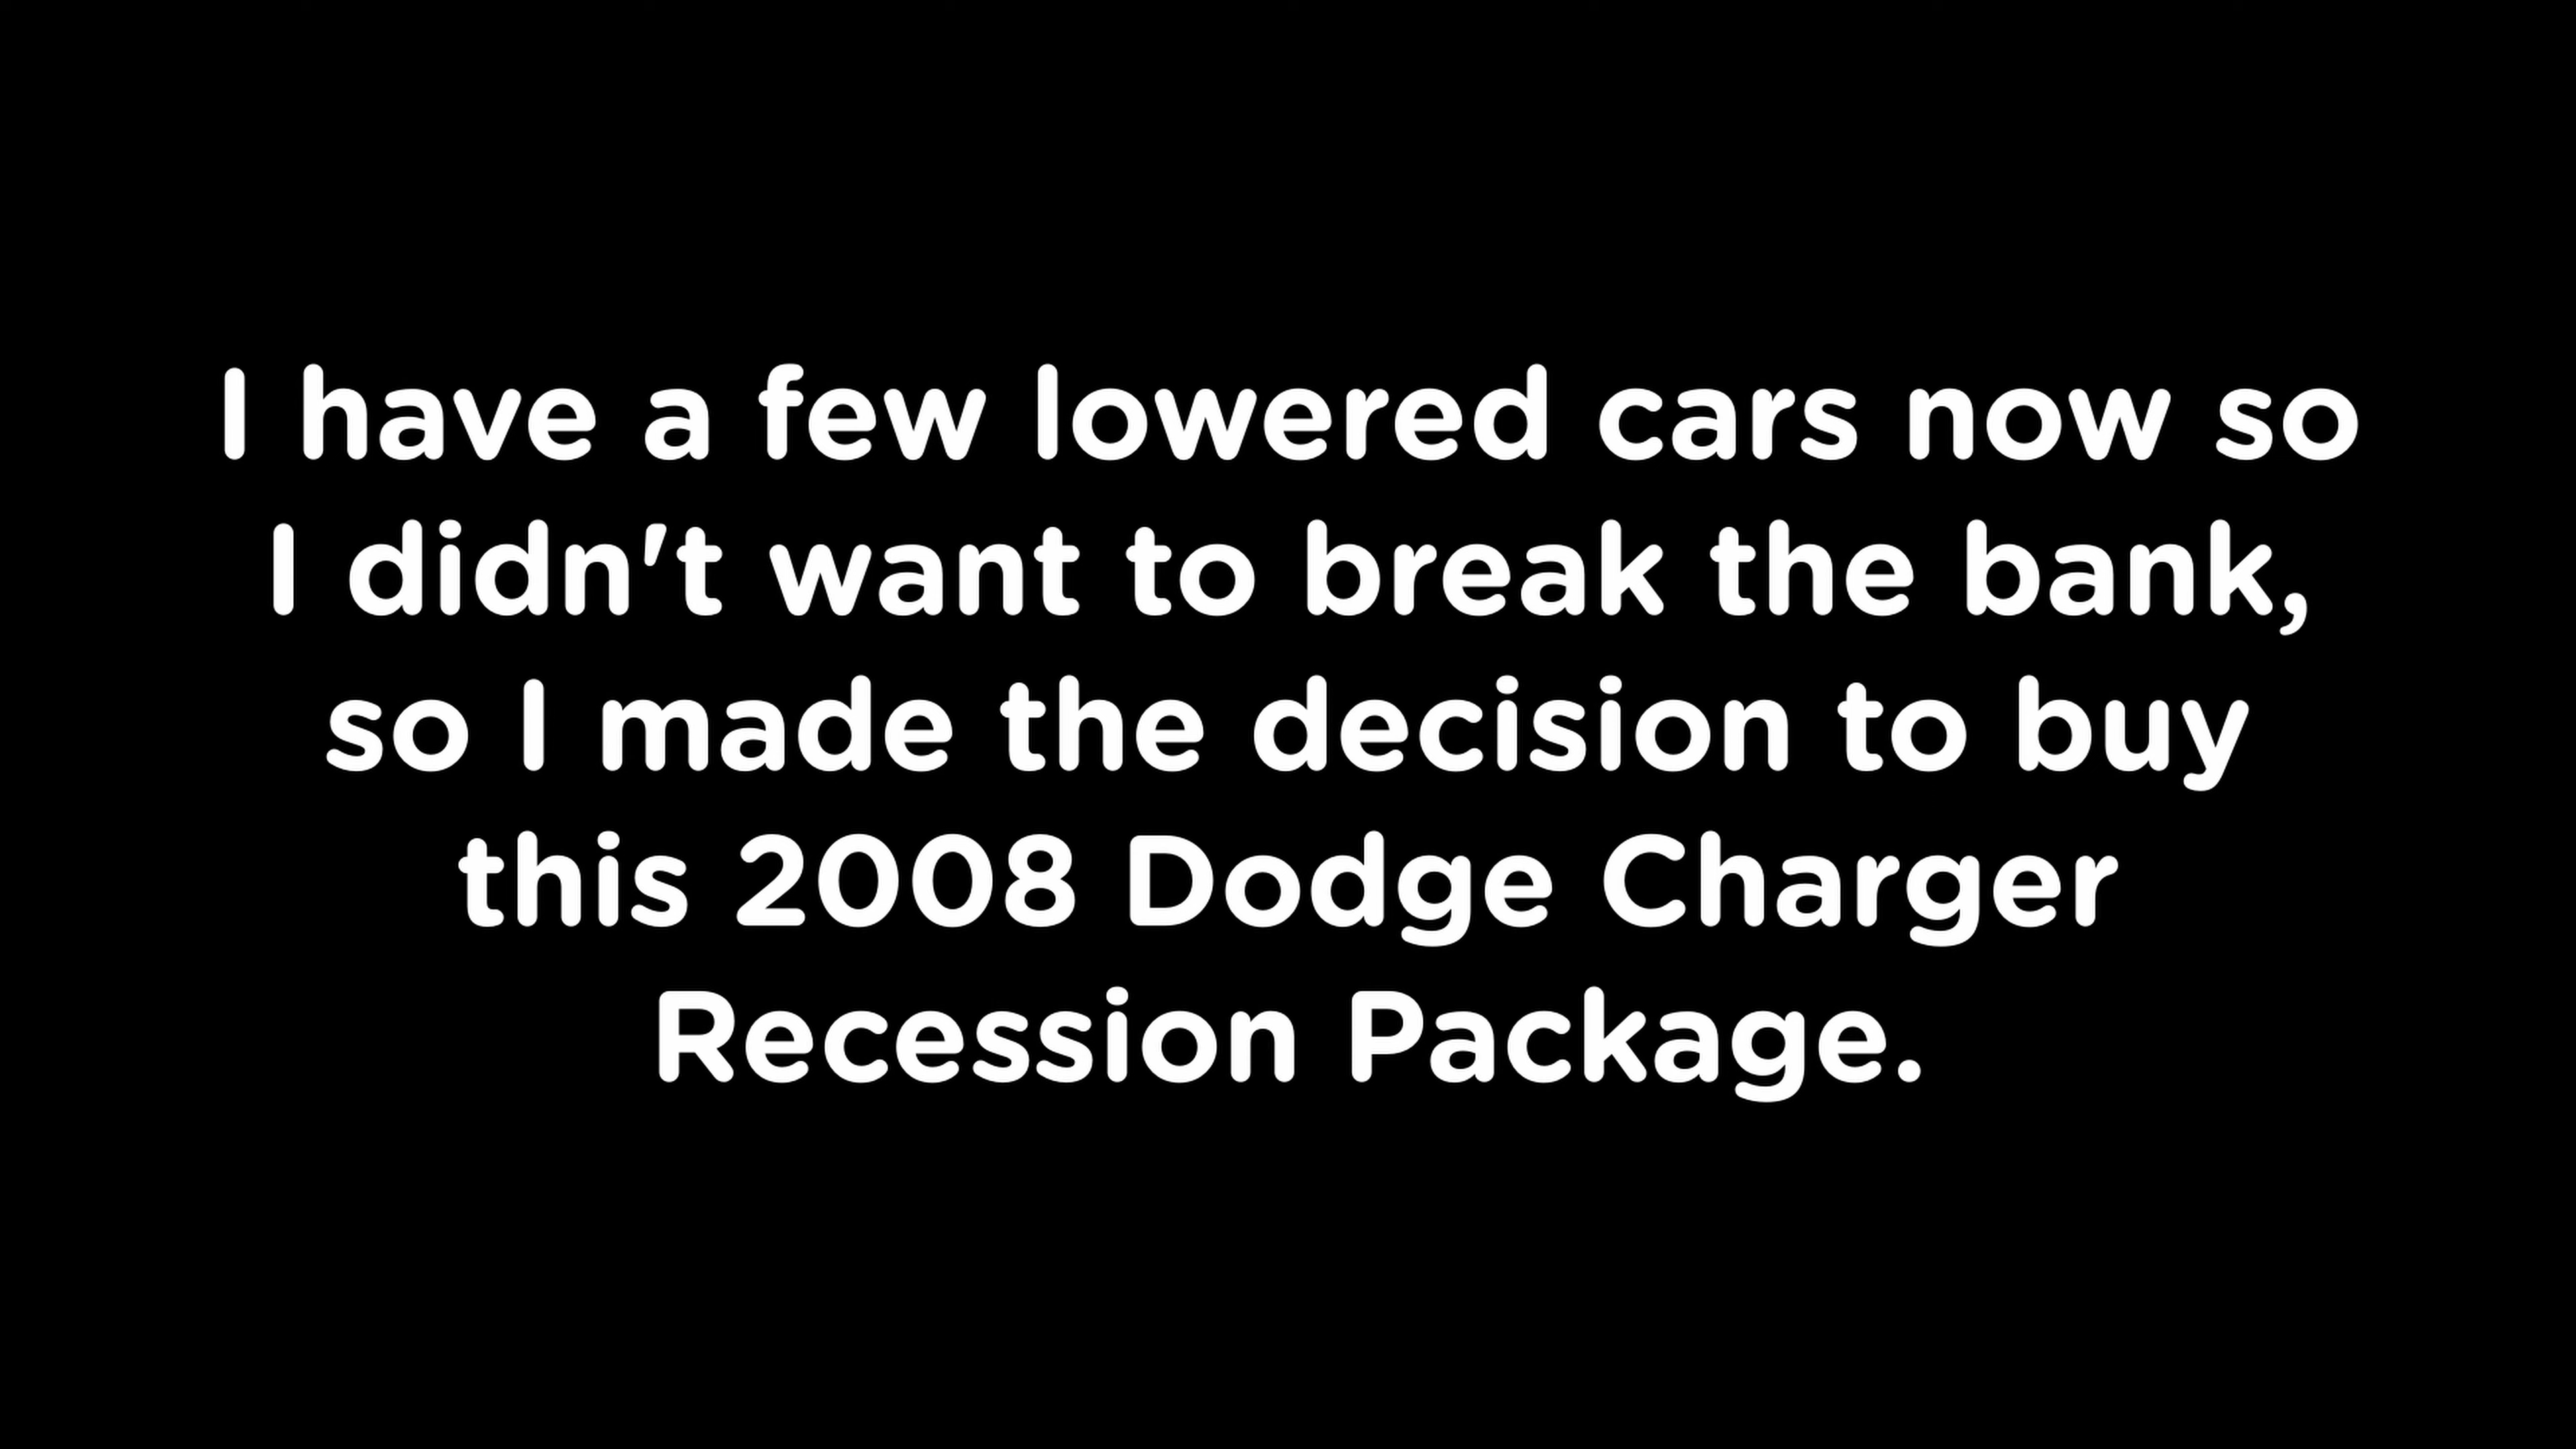 I have a few lowered cars now so
I didn't want to break the bank,
so I made the decision to buy
this 2008 Dodge Charger
Recession Package.